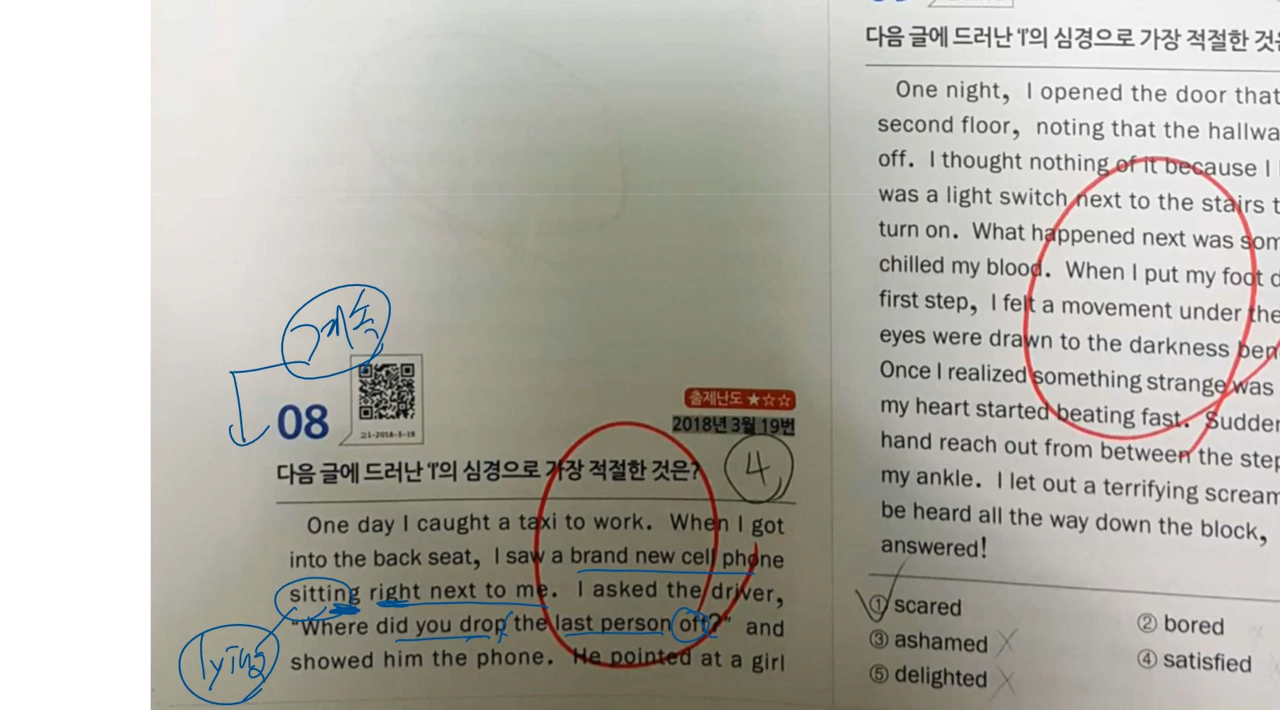 계속
08
고1-2018-3-19
출제난도 ★☆☆
2018년 3월 19번
다음 글에 드러난 'I'의 심경으로 가장 적절한 것은?
4
One day I caught a taxi to work. When I got
into the back seat, I saw a brand new cell phone
sitting right next to me. I asked the driver,
"Where did you drop the last person off?" and
showed him the phone. He pointed at a girl
lying
다음 글에 드러난 'I'의 심경으로 가장 적절한 것은
One night, I opened the door that
second floor, noting that the hallwa
off. I thought nothing of it because I
was a light switch next to the stairs t
turn on. What happened next was som
chilled my blood. When I put my foot d
first step, I felt a movement under the
eyes were drawn to the darkness ben
Once I realized something strange was
my heart started beating fast. Sudden
hand reach out from between the step
my ankle. I let out a terrifying scream
be heard all the way down the block,
answered!
① scared
② bored
③ ashamed
④ satisfied
⑤ delighted